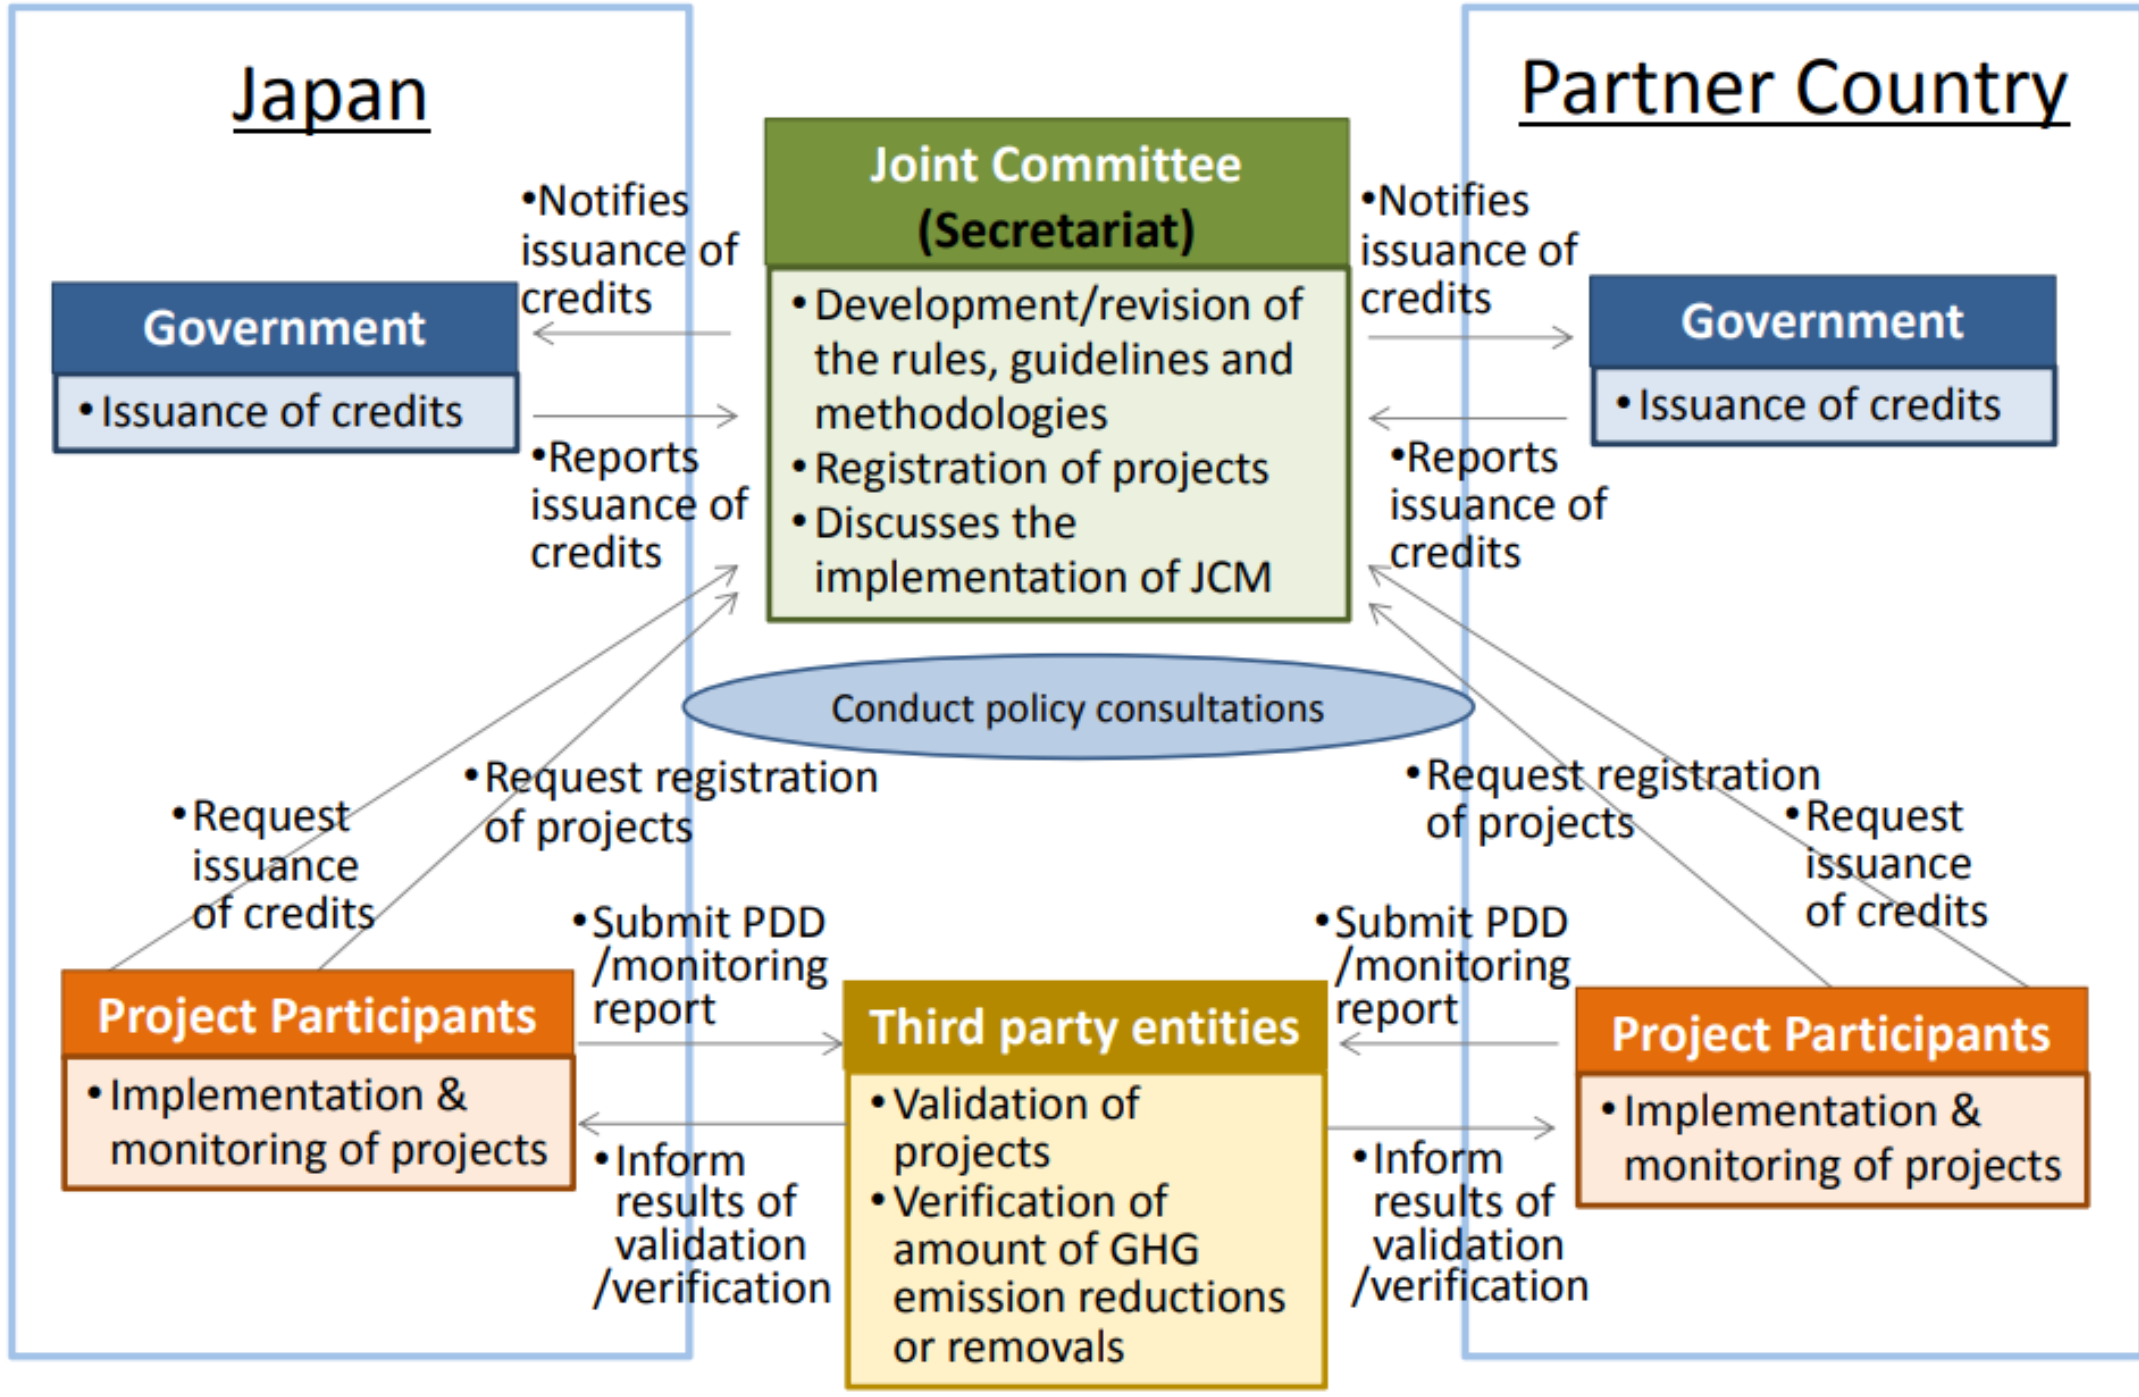 Japan
Partner Country
Joint Committee
(Secretariat)
• Development/revision of
the rules, guidelines and
methodologies
• Registration of projects
• Discusses the
implementation of JCM
•Notifies
issuance of
credits
•Notifies
issuance of
credits
Government
• Issuance of credits
Government
• Issuance of credits
•Reports
issuance of
credits
•Reports
issuance of
credits
Conduct policy consultations
• Request
issuance
of credits
• Request registration
of projects
• Request registration
of projects
• Request
issuance
of credits
• Submit PDD
/monitoring
report
• Submit PDD
/monitoring
report
Project Participants
• Implementation &
monitoring of projects
Third party entities
• Validation of
projects
• Verification of
amount of GHG
emission reductions
or removals
Project Participants
• Implementation &
monitoring of projects
• Inform
results of
validation
/verification
• Inform
results of
validation
/verification